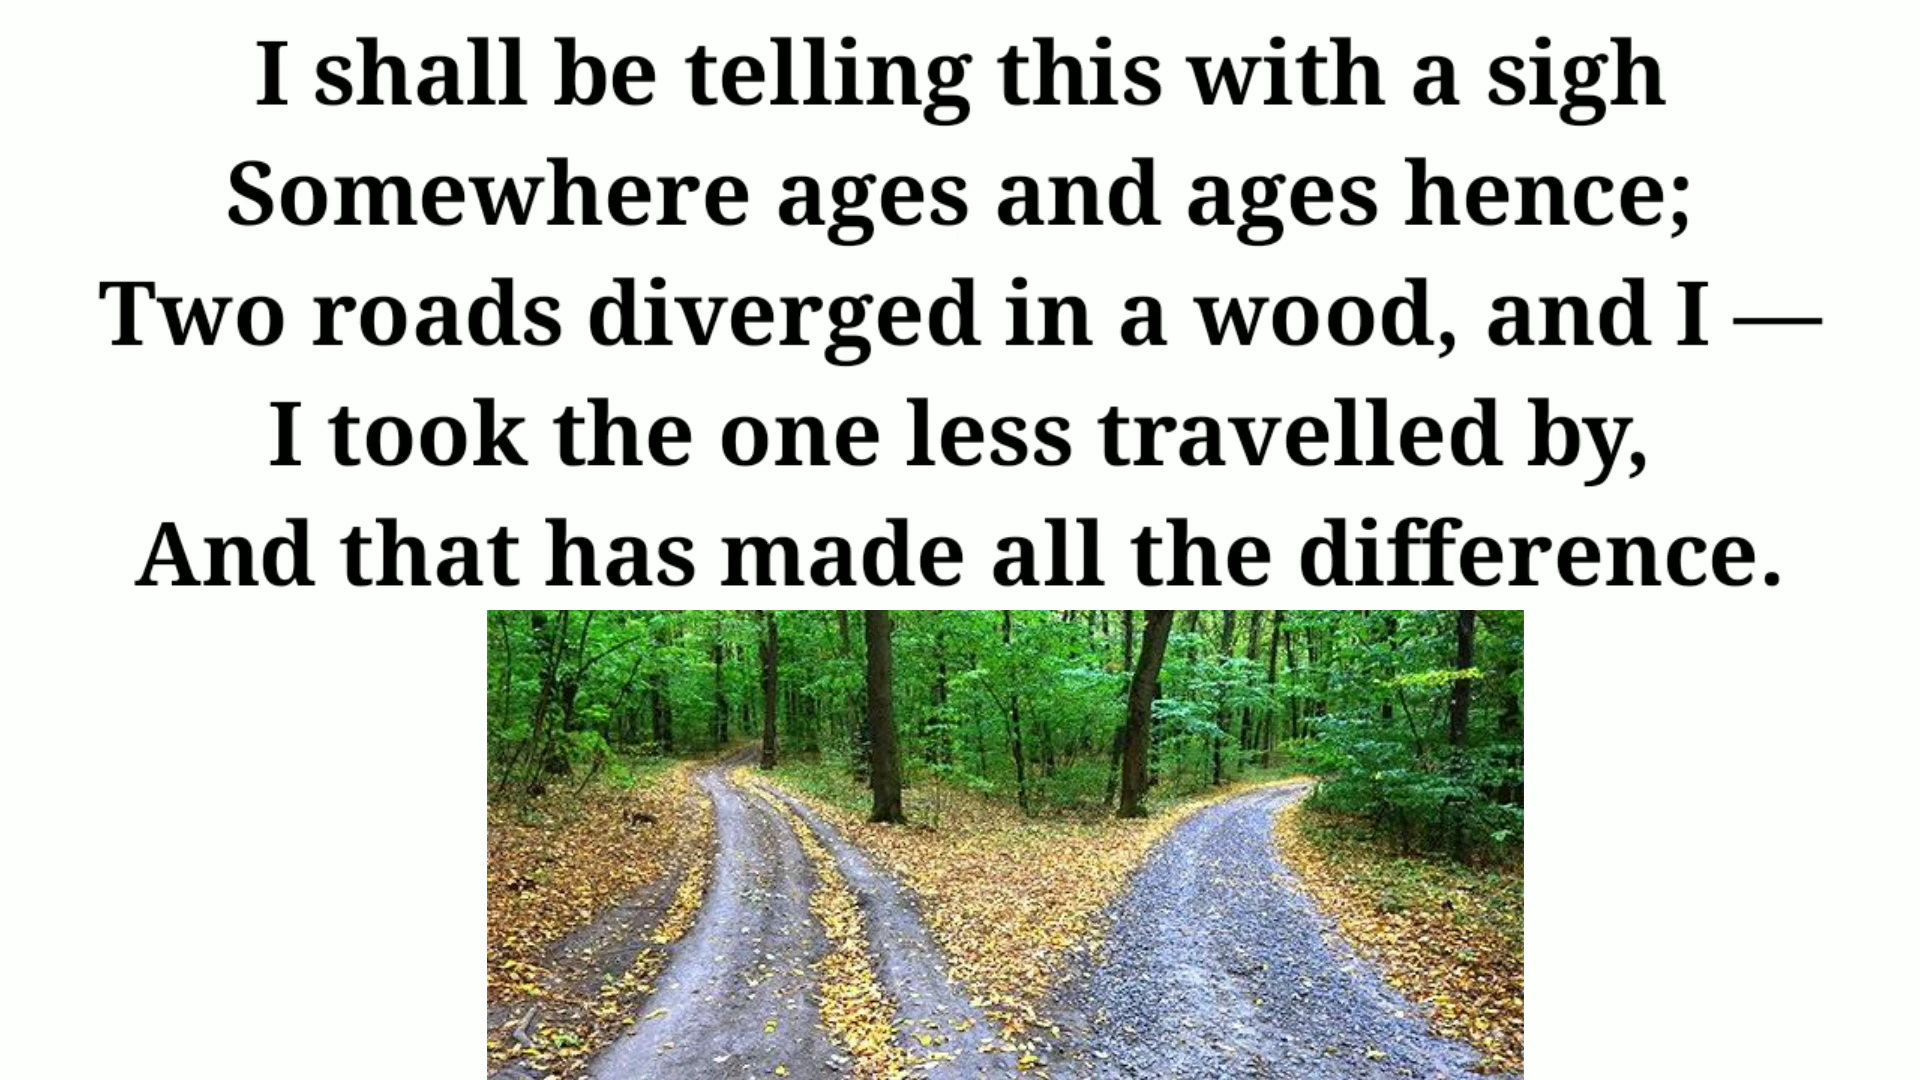 I shall be telling this with a sigh
Somewhere ages and ages hence;
Two roads diverged in a wood, and I —
I took the one less travelled by,
And that has made all the difference.